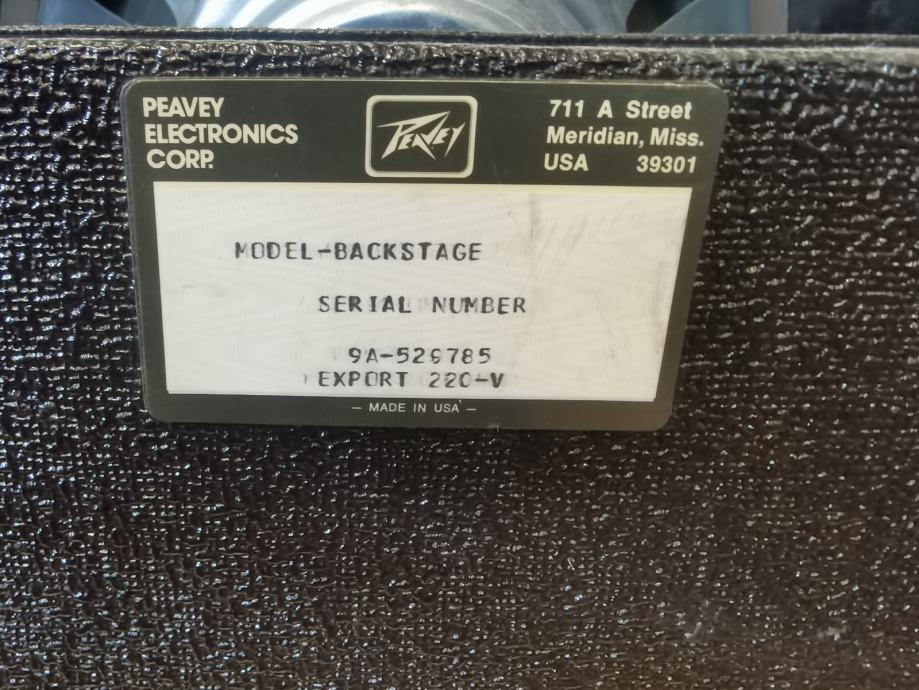 PEAVEY
ELECTRONICS
CORP.
PEAVEY
711 A Street
Meridian, Miss.
USA 39301
MODEL-BACKSTAGE
SERIAL NUMBER
9A-529785
EXPORT 220-V
— MADE IN USA —